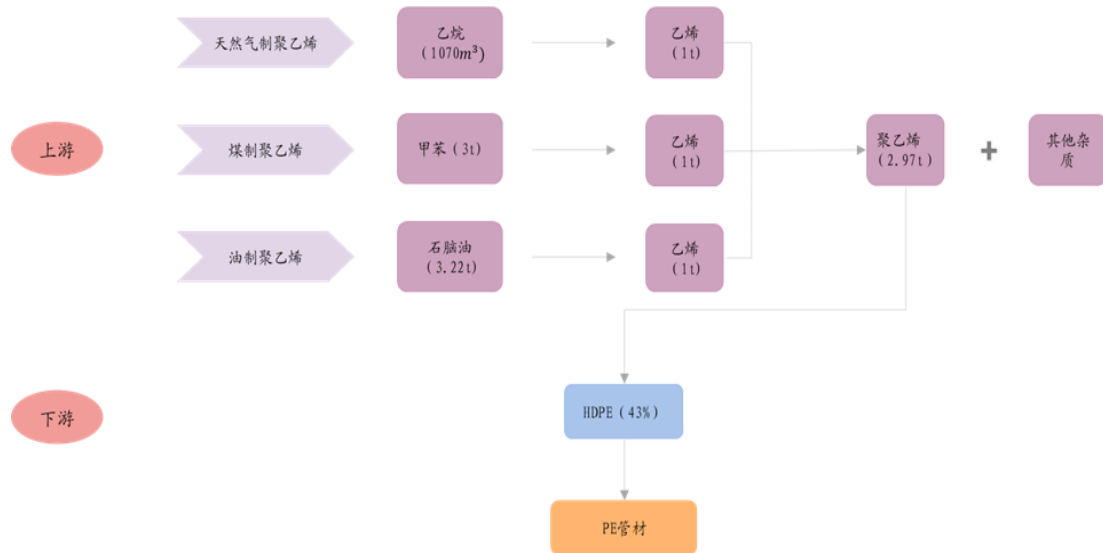 天然气制聚乙烯
乙烷
(1070m³)
乙烯
(1t)
上游
煤制聚乙烯
甲苯（3t）
乙烯
(1t)
聚乙烯
(2.97t)
+
其他杂
质
油制聚乙烯
石脑油
(3.22t)
乙烯
(1t)
下游
HDPE（43%）
PE管材